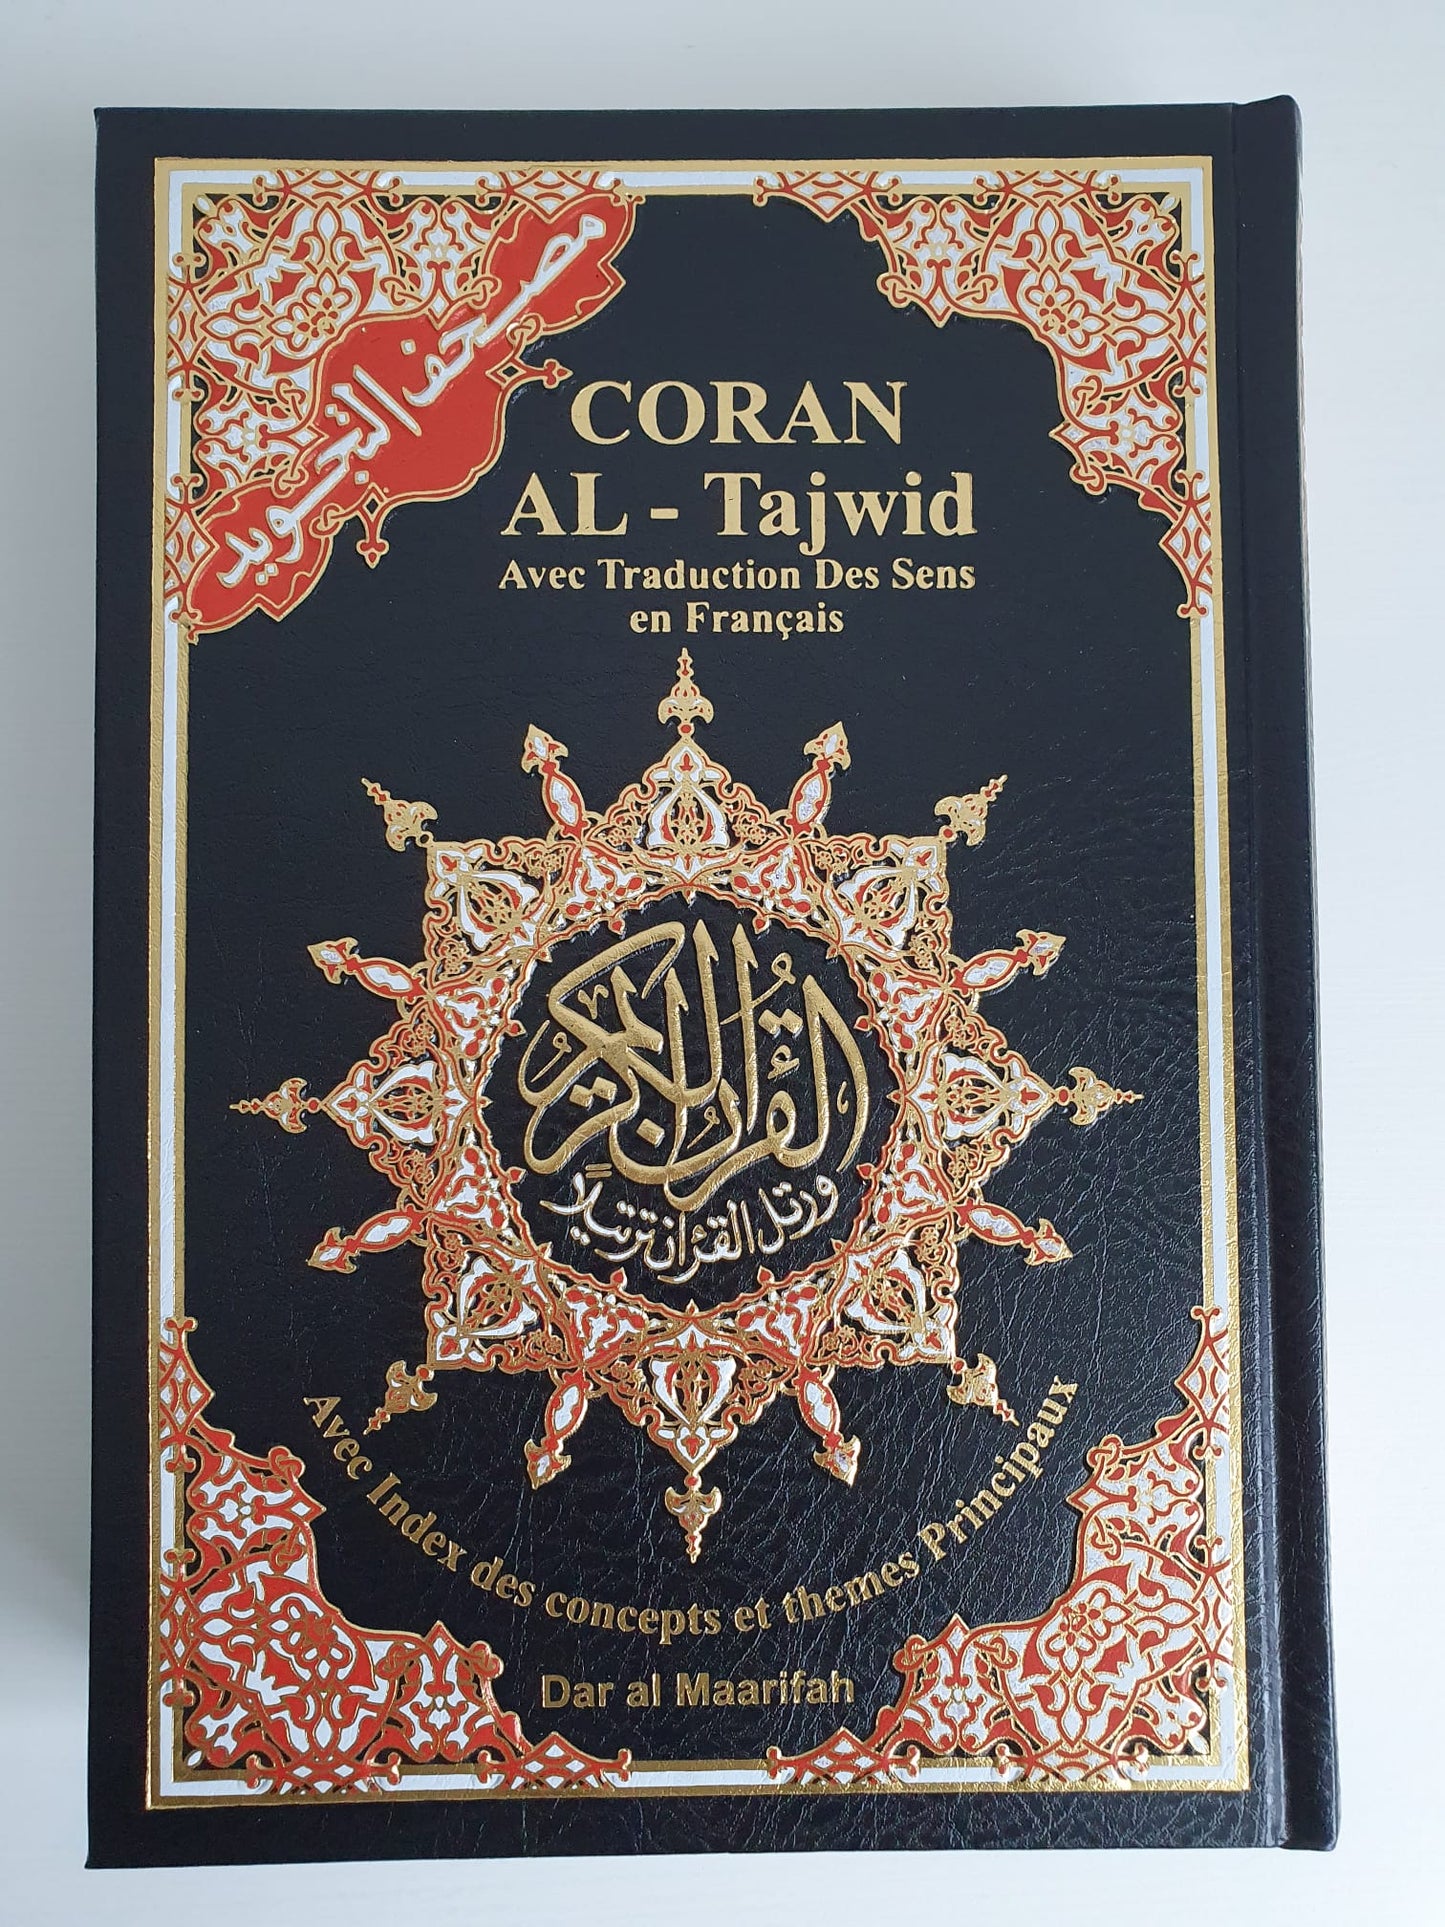 مصحف التجويد
CORAN
AL - Tajwid
Avec Traduction Des Sens
en Français
القرآن الكريم
ورتل القرءان ترتيلاً
Avec Index des concepts et themes Principaux
Dar al Maarifah